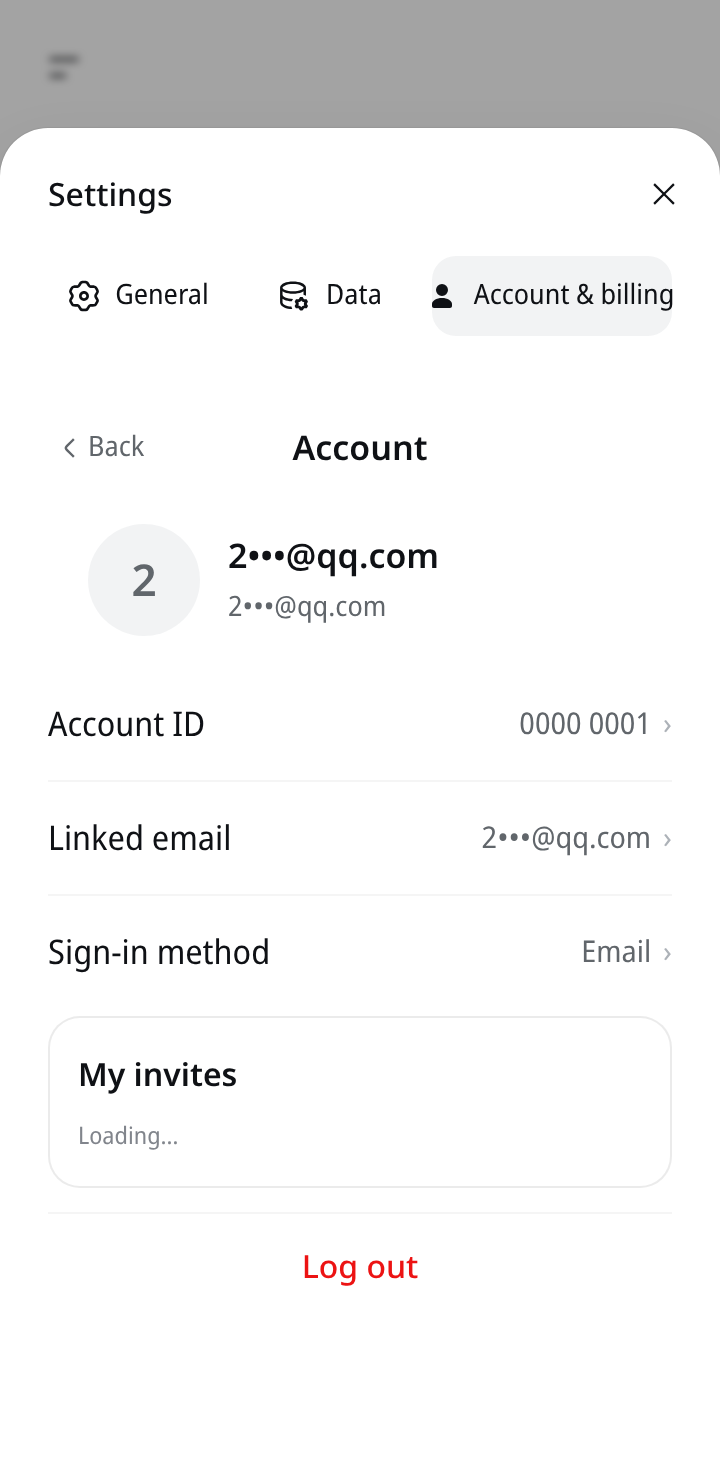 Settings
General
Data
Account & billing
Back
Account
2
2•••@qq.com
2•••@qq.com
Account ID
0000 0001 ›
Linked email
2•••@qq.com ›
Sign-in method
Email ›
My invites
Loading...
Log out